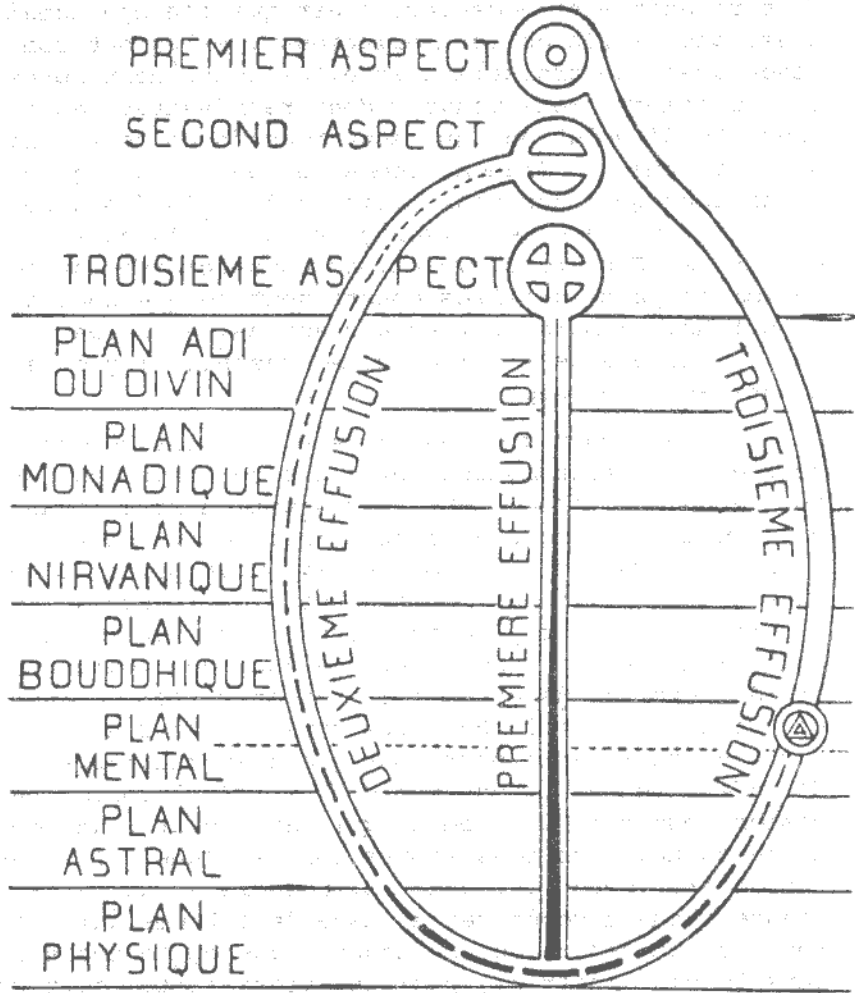 PREMIER ASPECT
SECOND ASPECT
TROISIEME ASPECT
PLAN ADI
OU DIVIN
PLAN
MONADIQUE
PLAN
NIRVANIQUE
PLAN
BOUDDHIQUE
PLAN
MENTAL
PLAN
ASTRAL
PLAN
PHYSIQUE
DEUXIEME EFFUSION
PREMIERE EFFUSION
TROISIEME EFFUSION